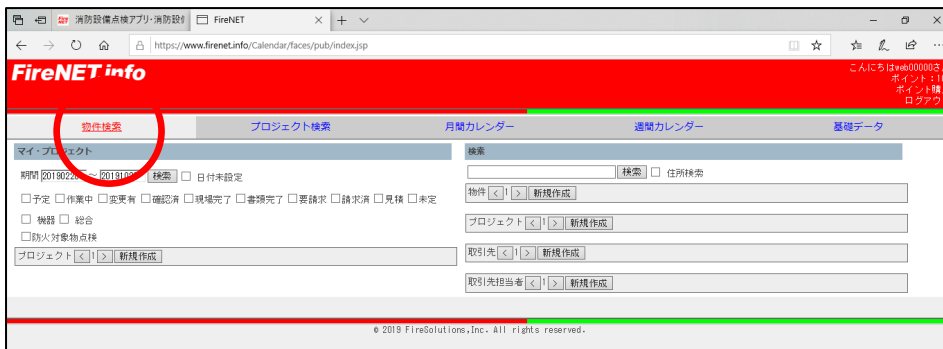 消防設備点検アプリ・消防設備
FireNET
https://www.firenet.info/Calendar/faces/pub/index.jsp
FireNET.info
こんにちはweb00000さ
ポイント:
ポイント購
ログアウ
物件検索 プロジェクト検索 月間カレンダー 週間カレンダー 基礎データ
マイ・プロジェクト
期間 ～ 検索 日付未設定
予定 作業中 変更有 確認済 現場完了 書類完了 要請求 請求済 見積 未定
機器 総合
防火対象物点検
プロジェクト < 1 > 新規作成
検索
検索 住所検索
物件 < 1 > 新規作成
プロジェクト < 1 > 新規作成
取引先 < 1 > 新規作成
取引先担当者 < 1 > 新規作成
© 2019 FireSolutions,Inc. All rights reserved.